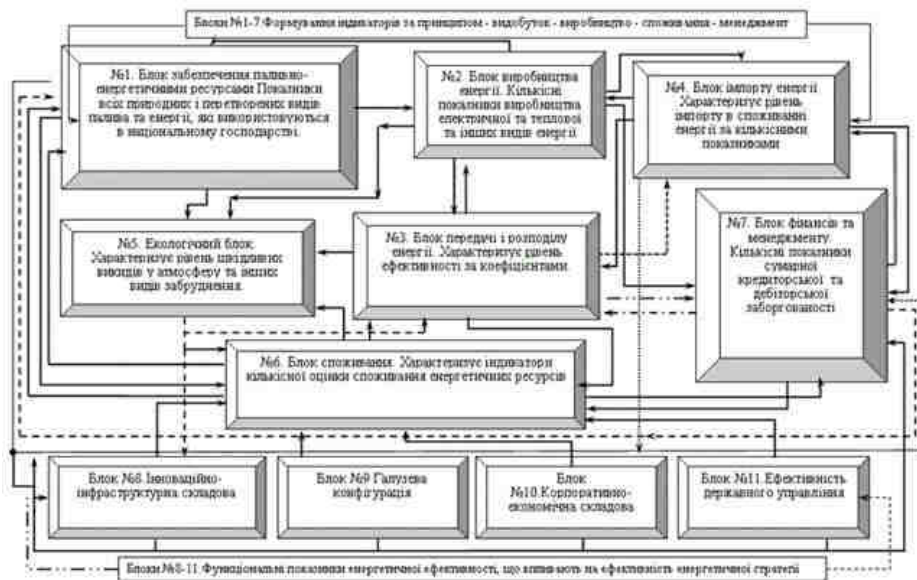 Блоки №1-7 Формування індикаторів за принципом - видобуток - виробництво - споживання - менеджмент
№1. Блок забезпечення паливно-
енергетичними ресурсами Показники
всіх природних і перетворених видів
палива та енергії, які використовуються
в національному господарстві.
№2. Блок виробництва
енергії. Кількісні
показники виробництва
електричної та теплової
та інших видів енергії
№4. Блок імпорту енергії
Характеризує рівень
імпорту в споживанні
енергії за кількісними
показниками
№5. Екологічний блок.
Характеризує рівень шкідливих
викидів у атмосферу та інших
видів забруднення.
№3. Блок передачі і розподілу
енергії. Характеризує рівень
ефективності за коефіцієнтами.
№7. Блок фінансів та
менеджменту.
Кількісні показники
сумарної
кредиторської та
дебіторської
заборгованості
№6. Блок споживання. Характеризує індикатори
кількісної оцінки споживання енергетичних ресурсів
Блок №8.Інноваційно-
інфраструктурна складова
Блок №9 Галузева
конфігурація
Блок
№10.Корпоративно-
економічна складова
Блок №11.Ефективність
державного управління
Блоки №8-11.Функціональні показники енергетичної ефективності, що впливають на ефективність енергетичної стратегії